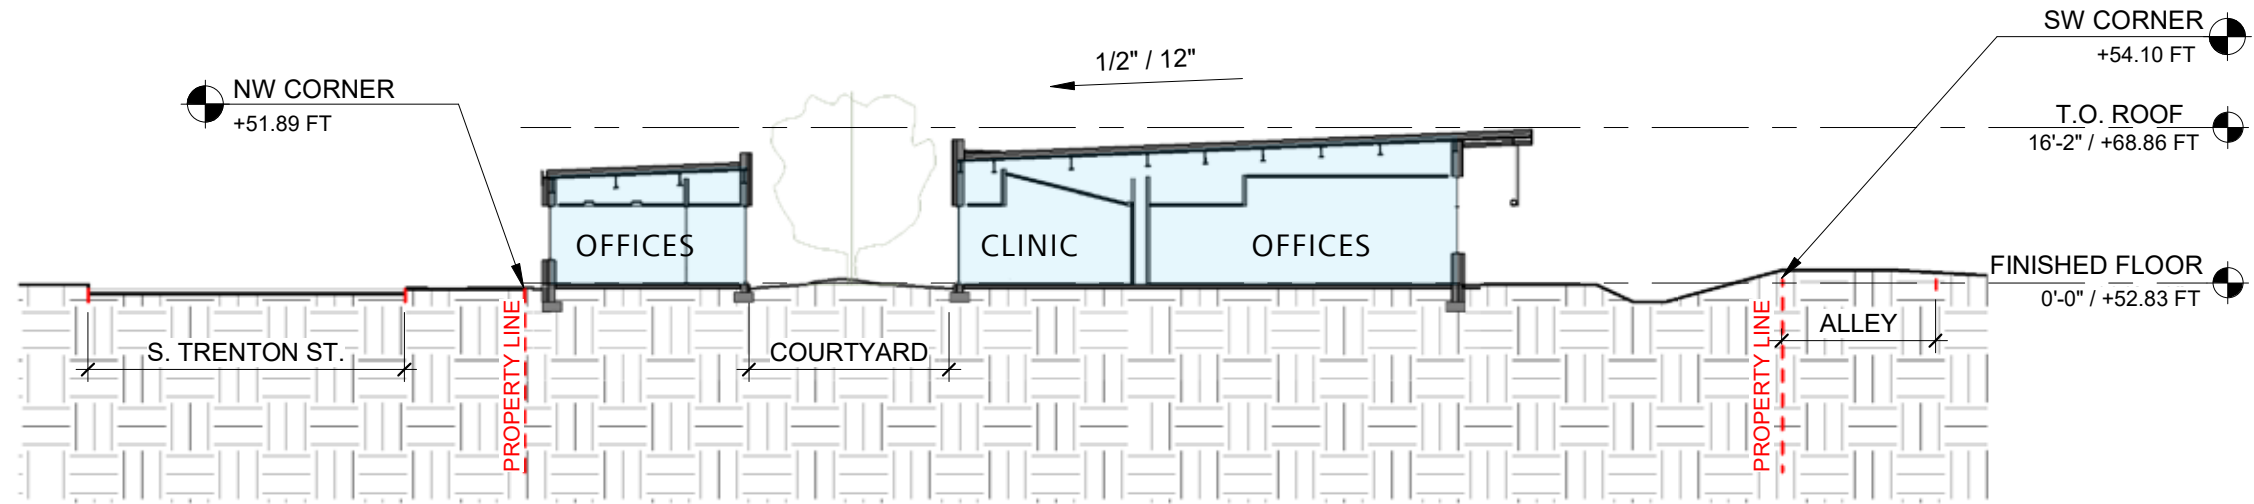 SW CORNER
+54.10 FT
1/2" / 12"
NW CORNER
+51.89 FT
T.O. ROOF
16'-2" / +68.86 FT
OFFICES
CLINIC
OFFICES
FINISHED FLOOR
0'-0" / +52.83 FT
S. TRENTON ST.
PROPERTY LINE
COURTYARD
PROPERTY LINE
ALLEY